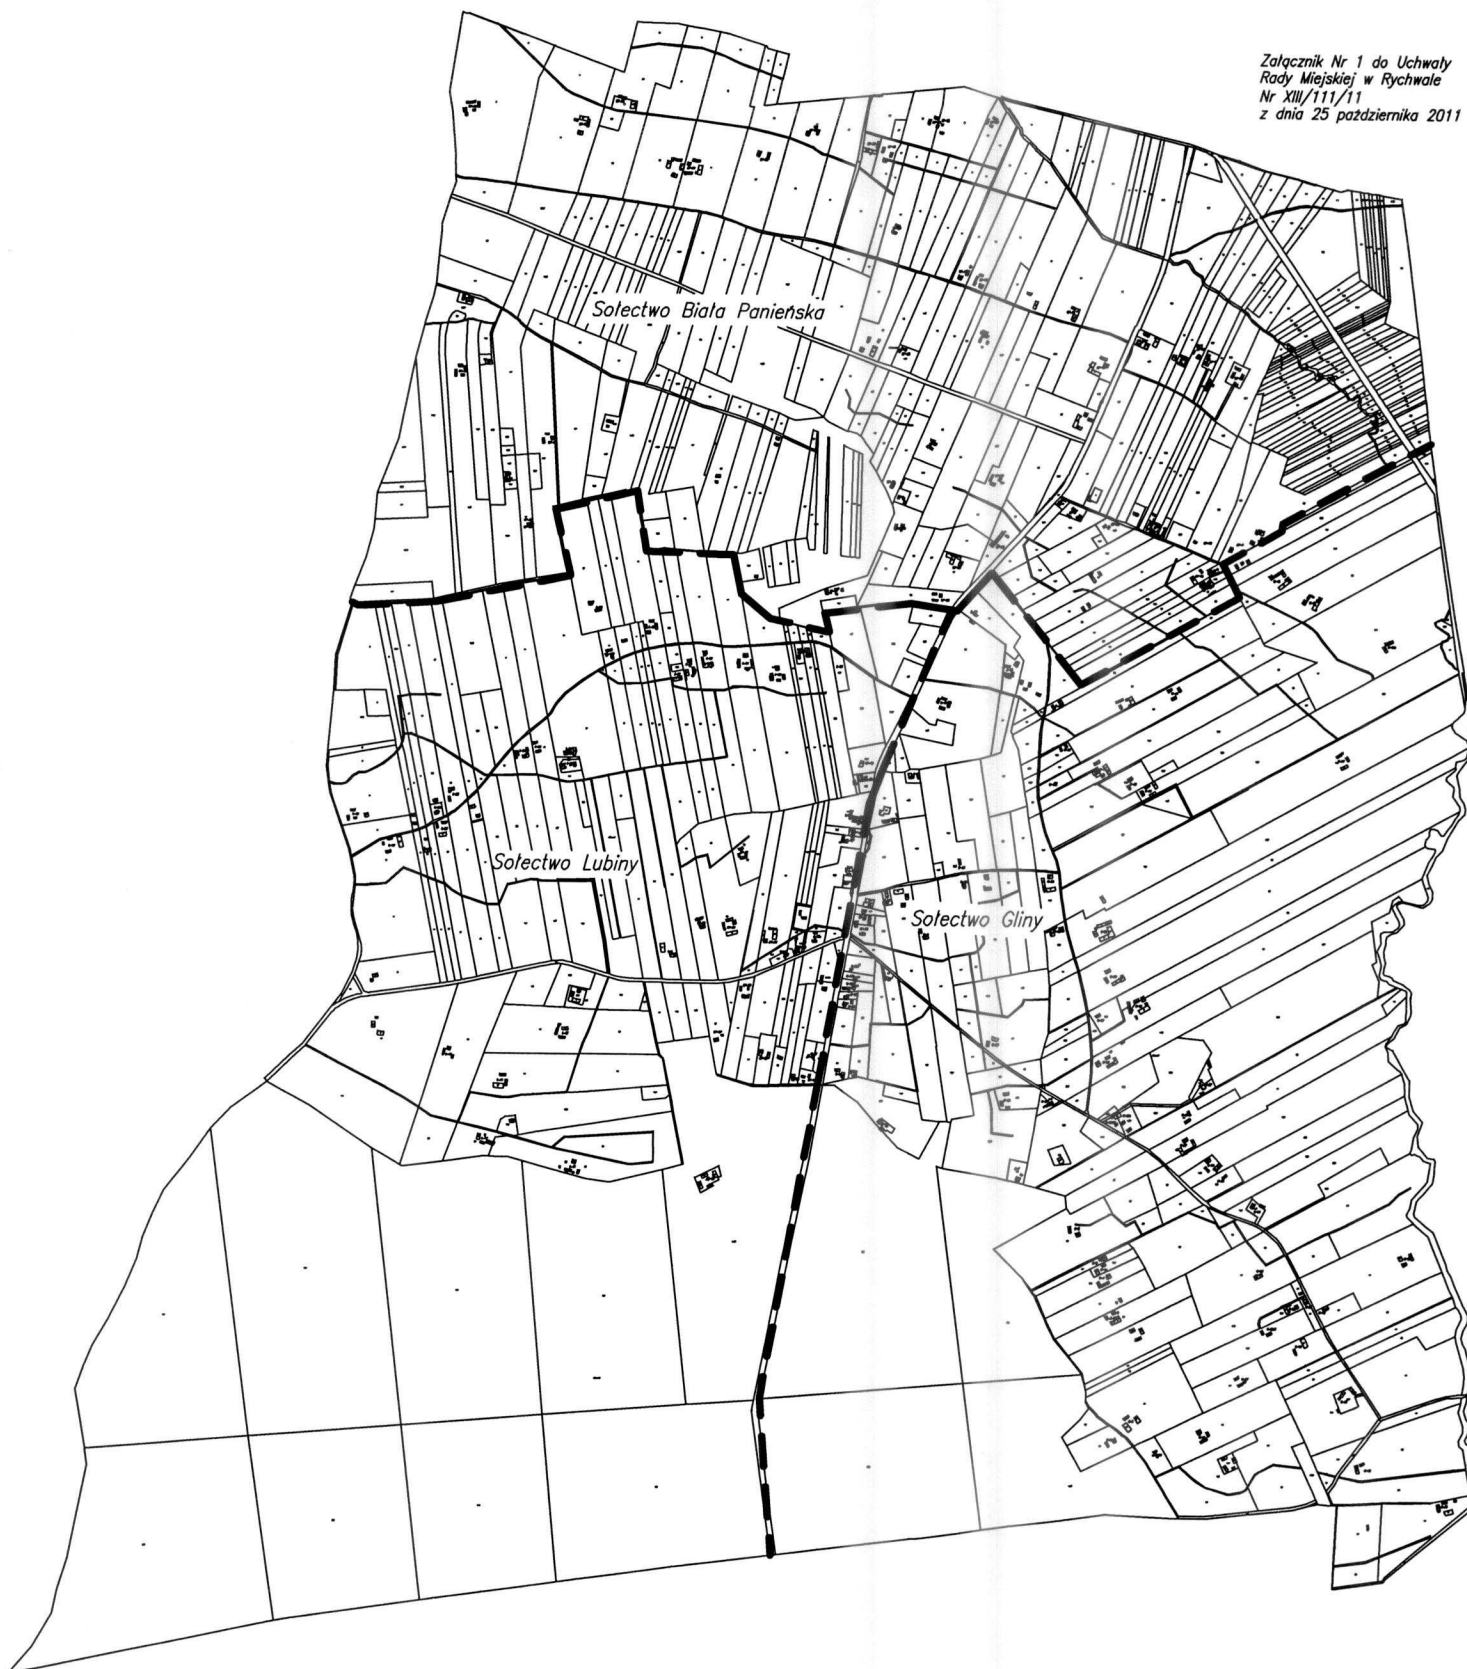 Załącznik Nr 1 do Uchwały
Rady Miejskiej w Rychwale
Nr XIII/111/11
z dnia 25 października 2011
Sołectwo Biała Panieńska
Sołectwo Lubiny
Sołectwo Gliny